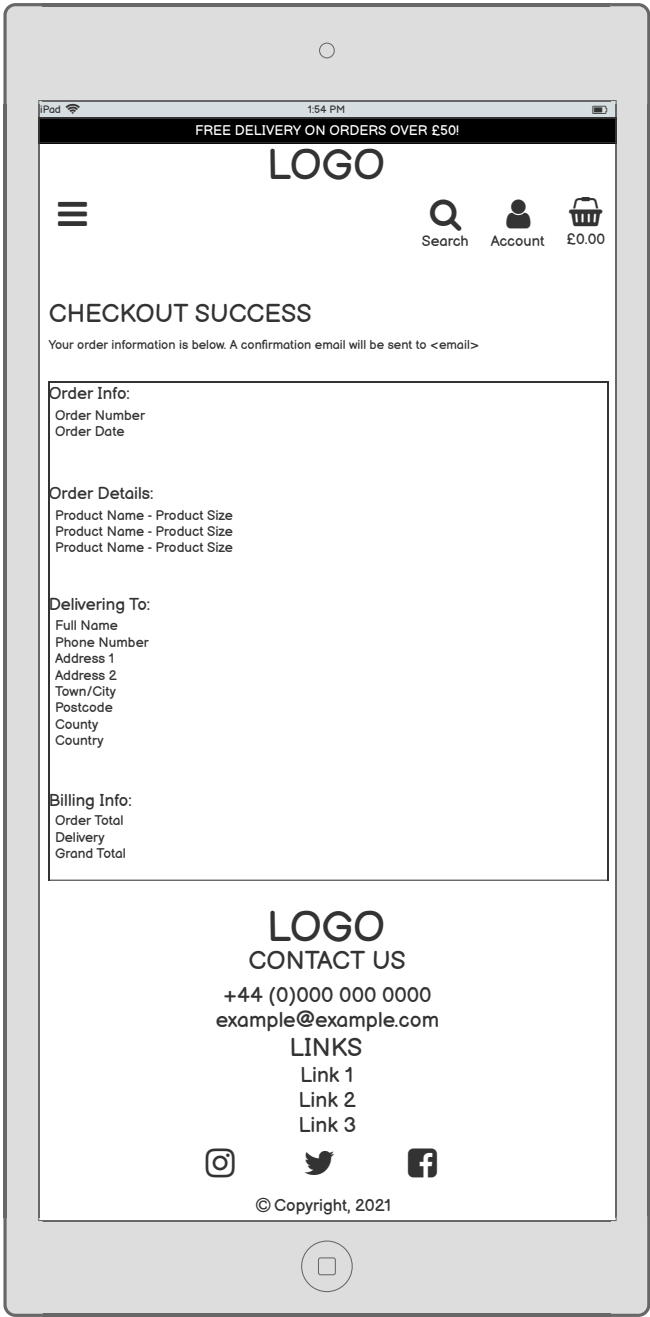 iPad
1:54 PM
FREE DELIVERY ON ORDERS OVER £50!
LOGO
Search
Account
£0.00
CHECKOUT SUCCESS
Your order information is below. A confirmation email will be sent to <email>
Order Info:
Order Number
Order Date
Order Details:
Product Name - Product Size
Product Name - Product Size
Product Name - Product Size
Delivering To:
Full Name
Phone Number
Address 1
Address 2
Town/City
Postcode
County
Country
Billing Info:
Order Total
Delivery
Grand Total
LOGO
CONTACT US
+44 (0)000 000 0000
example@example.com
LINKS
Link 1
Link 2
Link 3
© Copyright, 2021